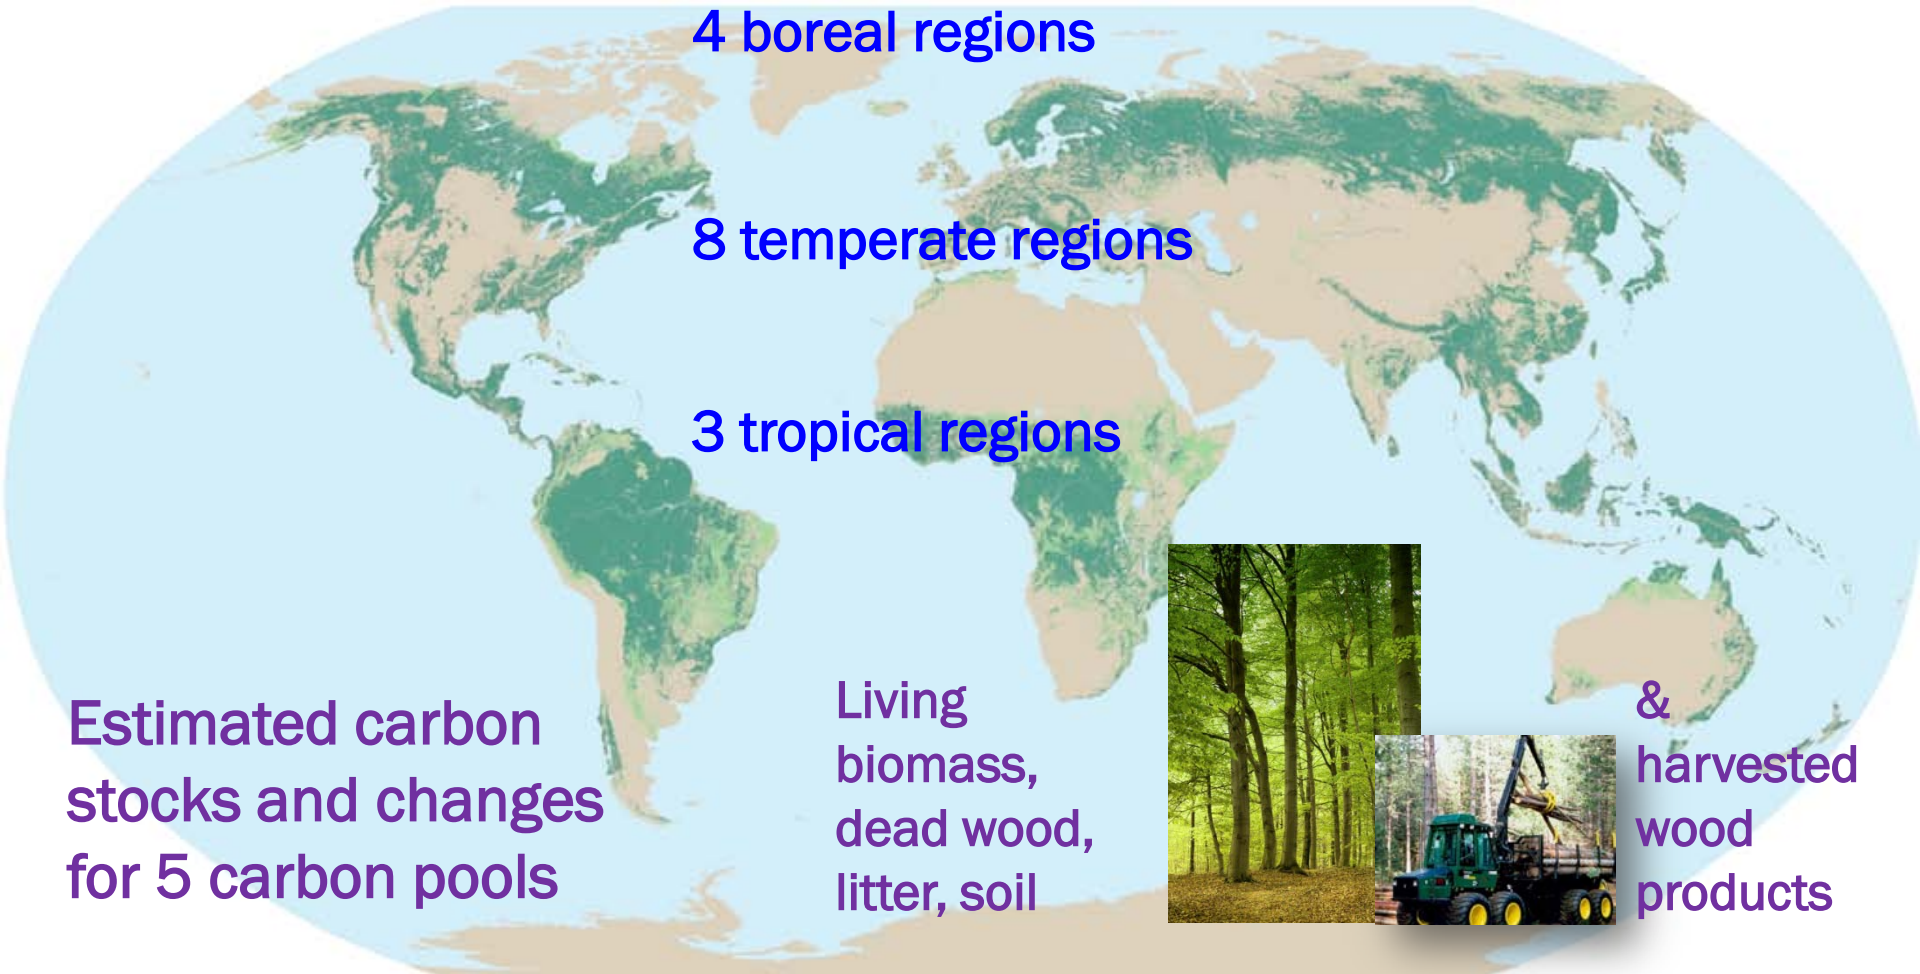 4 boreal regions
8 temperate regions
3 tropical regions
Estimated carbon
stocks and changes
for 5 carbon pools
Living
biomass,
dead wood,
litter, soil
&
harvested
wood
products